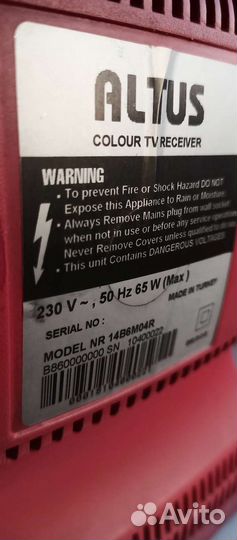 ALTUS
COLOUR TV RECEIVER
WARNING
• To prevent Fire or Shock Hazard DO NOT
Expose this Appliance to Rain or Moisture.
• Always Remove Mains plug from wall socket
when not in use or before any service operation
Never Remove Covers unless qualified to do so
• This unit Contains DANGEROUS VOLTAGES
230 V ~, 50 Hz 65 W (Max)
MADE IN TURKEY
SERIAL NO :
MODEL NR 14B6M04R
B860000000 SN 10400022
Avito